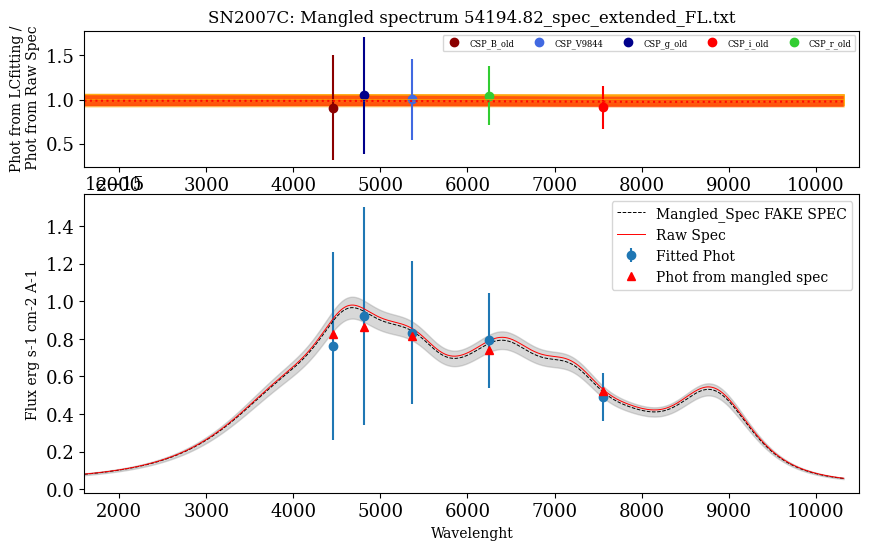 SN2007C: Mangled spectrum 54194.82_spec_extended_FL.txt
Phot from LCfitting /
Phot from Raw Spec
CSP_B_old CSP_V9844 CSP_g_old CSP_i_old CSP_r_old
1.5
1.0
0.5
2000 3000 4000 5000 6000 7000 8000 9000 10000
1e−15
Mangled_Spec FAKE SPEC
Raw Spec
Fitted Phot
Phot from mangled spec
Flux erg s-1 cm-2 A-1
1.4
1.2
1.0
0.8
0.6
0.4
0.2
0.0
2000 3000 4000 5000 6000 7000 8000 9000 10000
Wavelenght